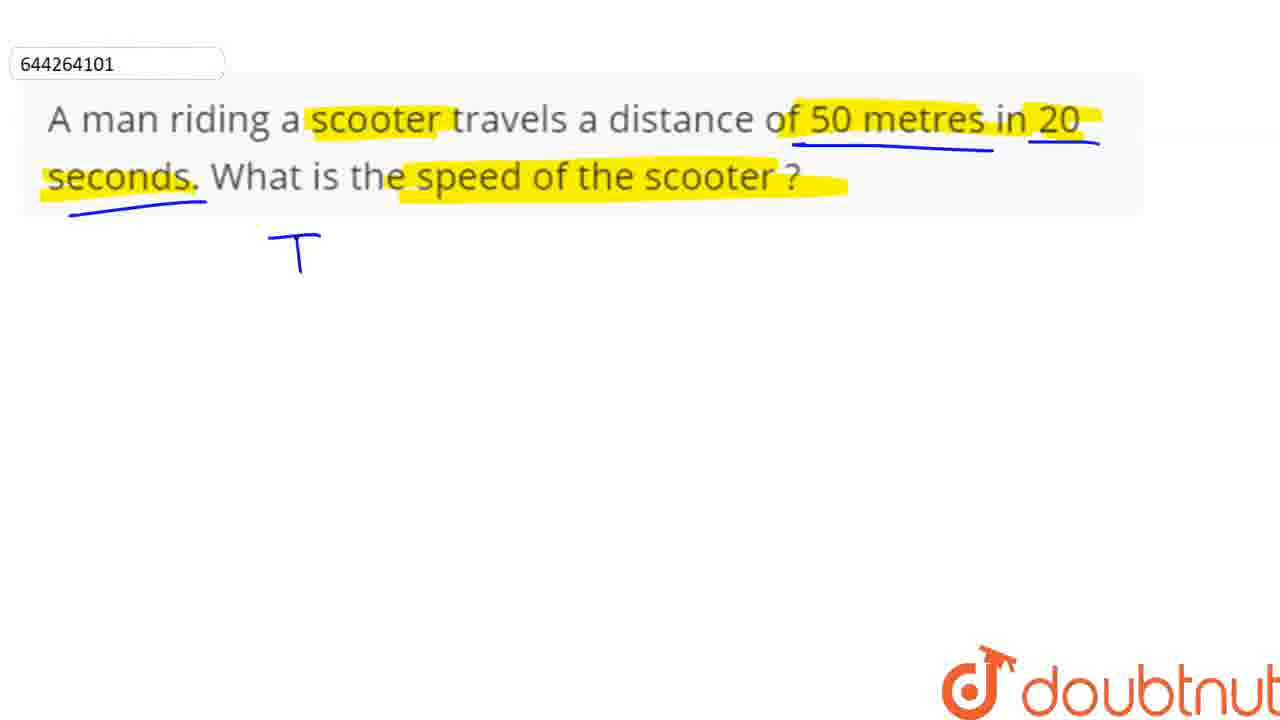 644264101
A man riding a scooter travels a distance of 50 metres in 20
seconds. What is the speed of the scooter ?
T
doubtnut